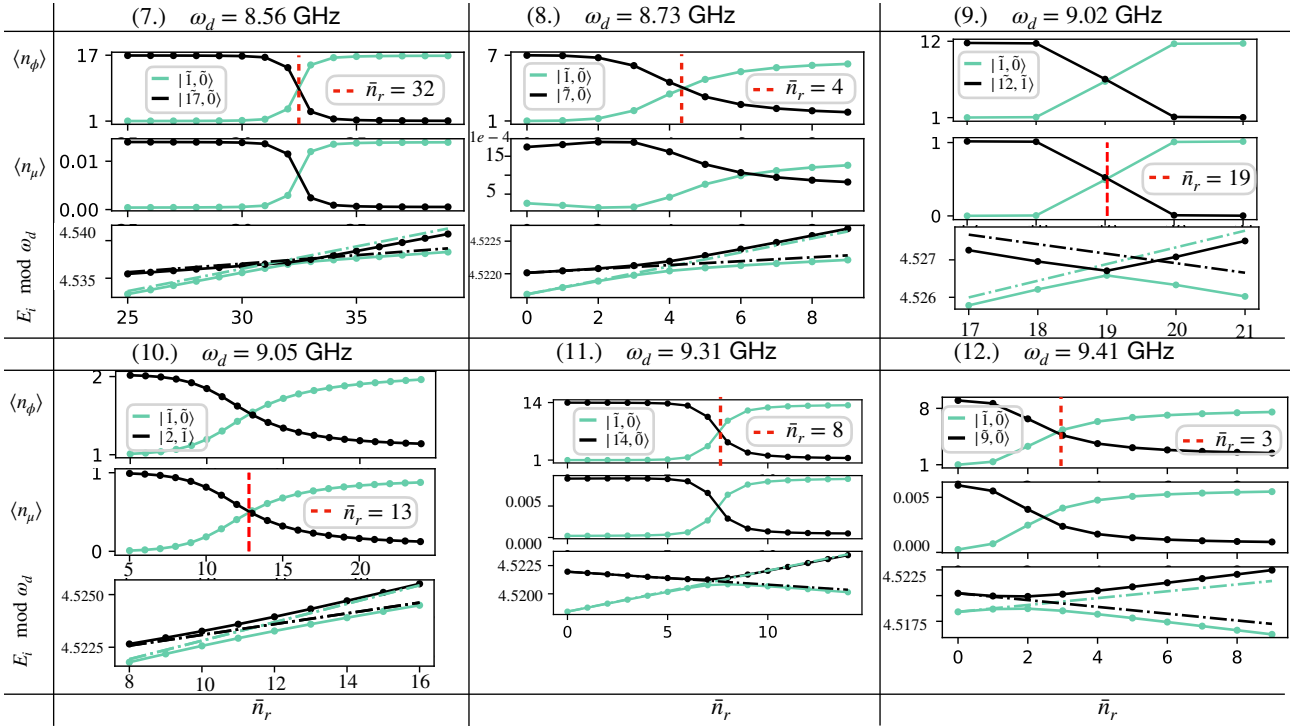 (7.) ω_d = 8.56 GHz
(8.) ω_d = 8.73 GHz
(9.) ω_d = 9.02 GHz
⟨n_ϕ⟩
17
1
|1̃, 0̃⟩
|1̃7, 0̃⟩
n̄_r = 32
7
1
|1̃, 0̃⟩
|7̃, 0̃⟩
n̄_r = 4
12
1
|1̃, 0̃⟩
|1̃2, 1̃⟩
⟨n_μ⟩
0.01
0.00
1e − 4
15
5
1
0
n̄_r = 19
E_i mod ω_d
4.540
4.535
25 30 35
4.5225
4.5220
0 2 4 6 8
4.527
4.526
17 18 19 20 21
(10.) ω_d = 9.05 GHz
(11.) ω_d = 9.31 GHz
(12.) ω_d = 9.41 GHz
⟨n_ϕ⟩
2
1
|1̃, 0̃⟩
|2̃, 1̃⟩
14
1
|1̃, 0̃⟩
|1̃4, 0̃⟩
n̄_r = 8
8
1
|1̃, 0̃⟩
|9̃, 0̃⟩
n̄_r = 3
⟨n_μ⟩
1
0
n̄_r = 13
5 10 15 20
0.005
0.000
0.005
0.000
E_i mod ω_d
4.5250
4.5225
8 10 12 14 16
4.5225
4.5200
0 5 10
4.5225
4.5175
0 2 4 6 8
n̄_r
n̄_r
n̄_r